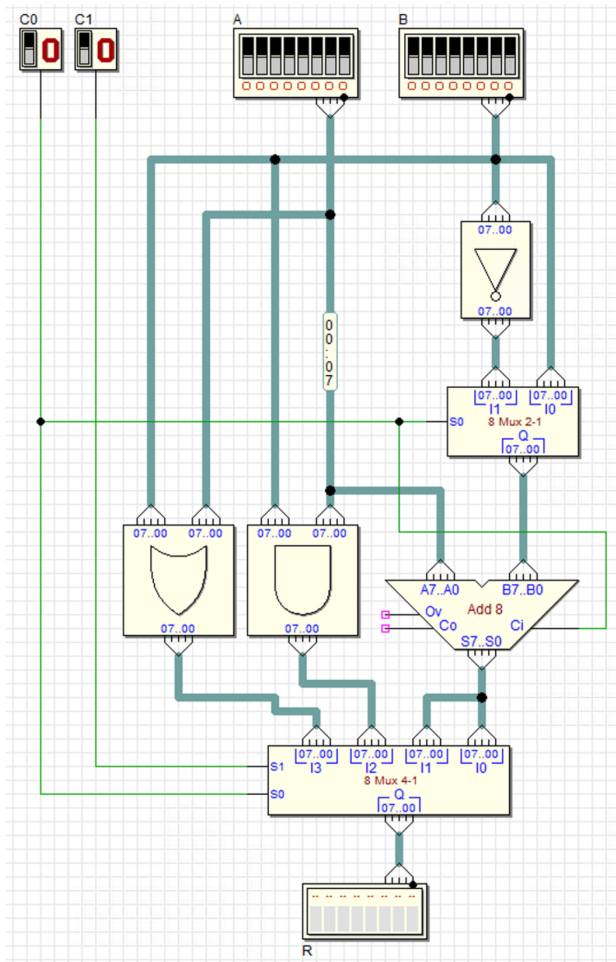 C0 C1 A B
0 0
07..00
07..00
00:07
07..00 07..00
I1 I0
S0 8 Mux 2-1
Q
07..00
07..00 07..00 07..00 07..00
A7..A0 B7..B0
Add 8
Ov
Co Ci
07..00 07..00 S7..S0
07..00 07..00 07..00 07..00
S1 I3 I2 I1 I0
8 Mux 4-1
S0 Q
07..00
R